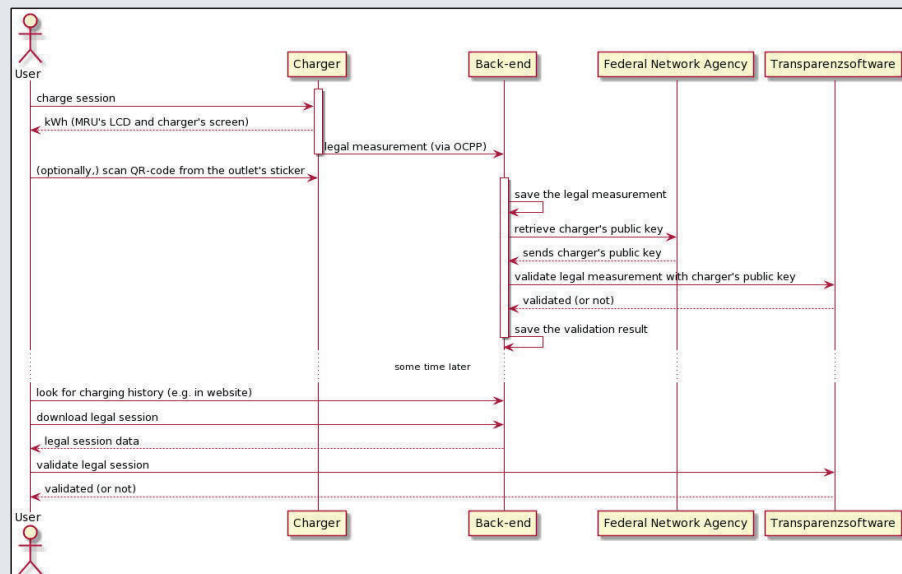 User
Charger
Back-end
Federal Network Agency
Transparenzsoftware
charge session
kWh (MRU's LCD and charger's screen)
legal measurement (via OCPP)
(optionally,) scan QR-code from the outlet's sticker
save the legal measurement
retrieve charger's public key
sends charger's public key
validate legal measurement with charger's public key
validated (or not)
save the validation result
some time later
look for charging history (e.g. in website)
download legal session
legal session data
validate legal session
validated (or not)
User
Charger
Back-end
Federal Network Agency
Transparenzsoftware